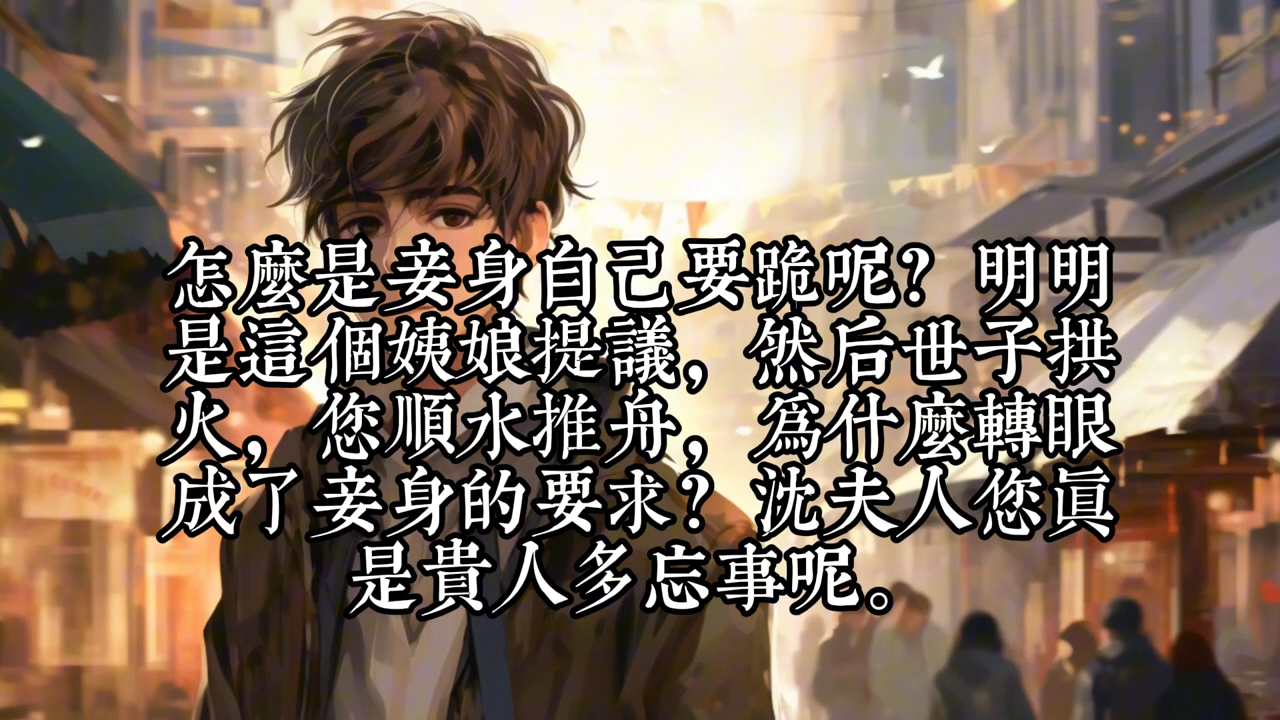 怎麼是妾身自己要跪呢？明明
是這個姨娘提議，然后世子拱
火，您順水推舟，爲什麼轉眼
成了妾身的要求？沈夫人您眞
是貴人多忘事呢。